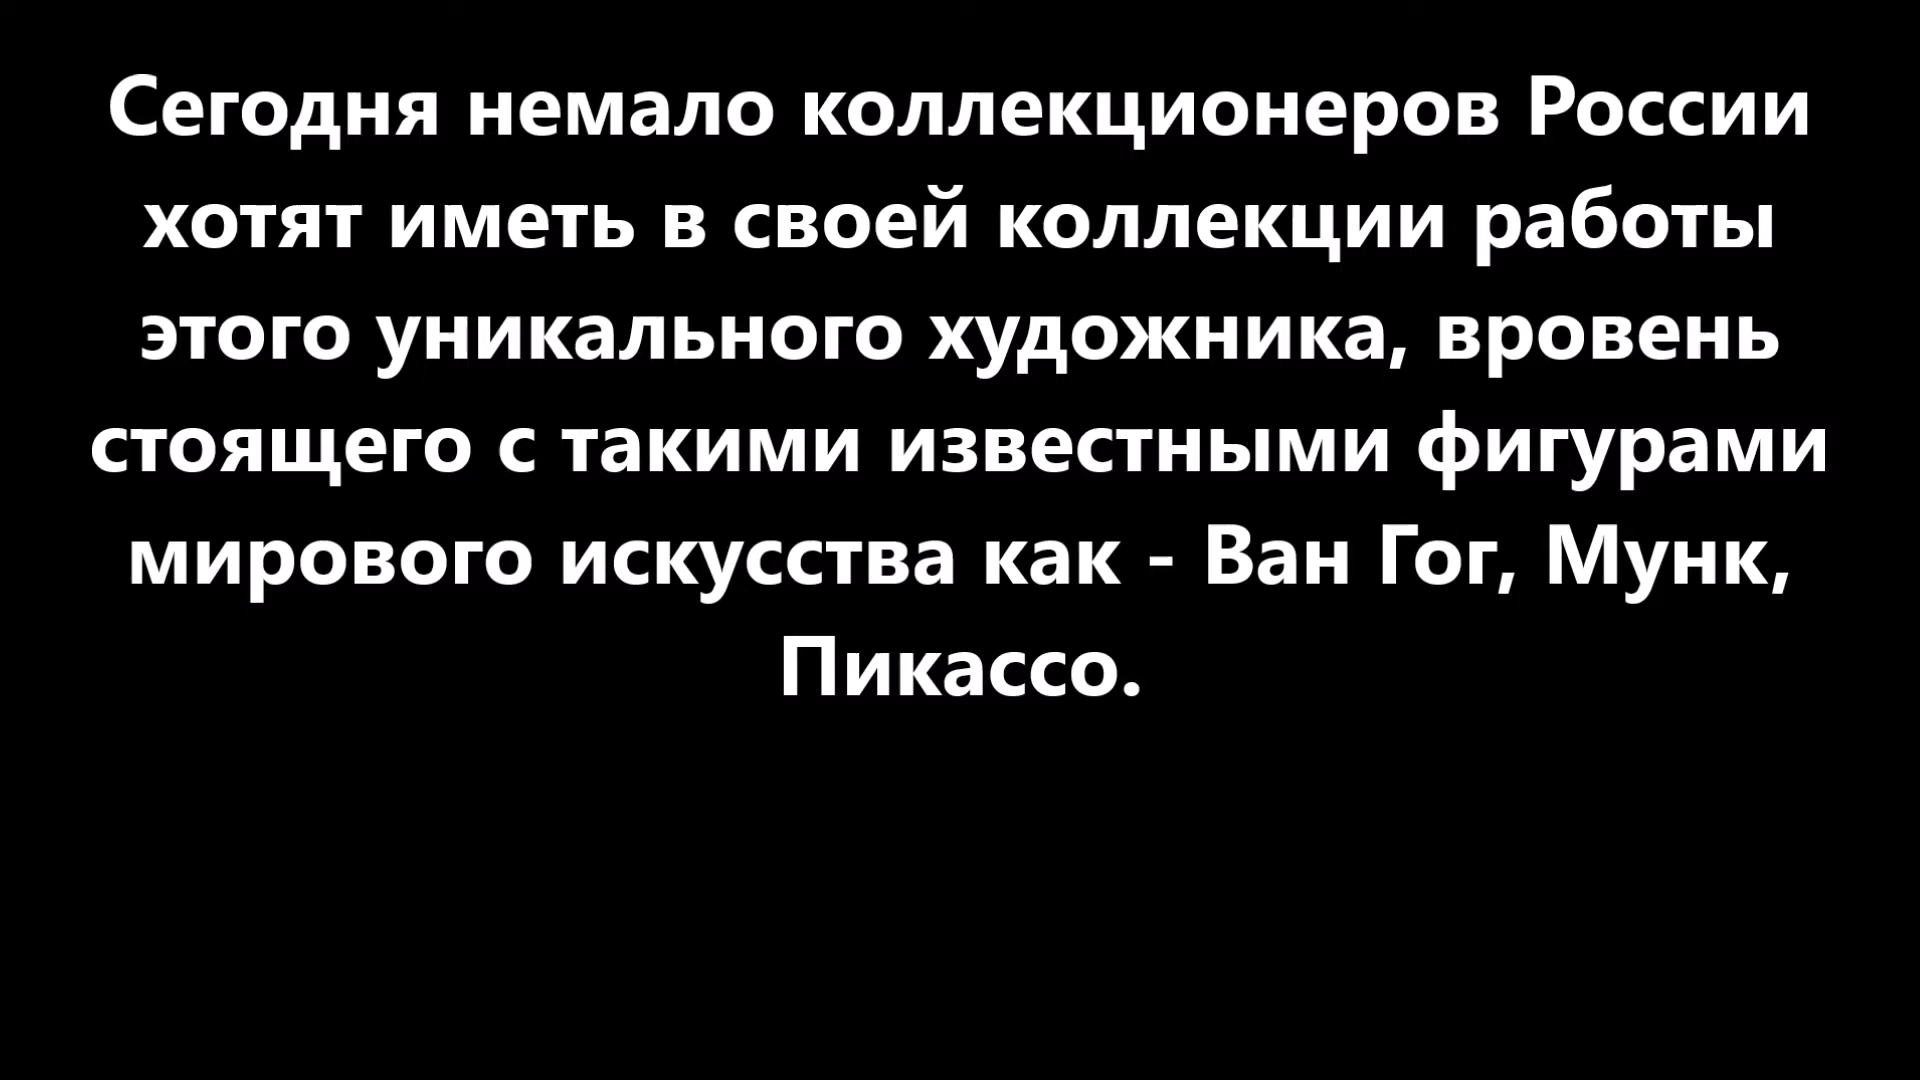 Сегодня немало коллекционеров России
хотят иметь в своей коллекции работы
этого уникального художника, вровень
стоящего с такими известными фигурами
мирового искусства как - Ван Гог, Мунк,
Пикассо.